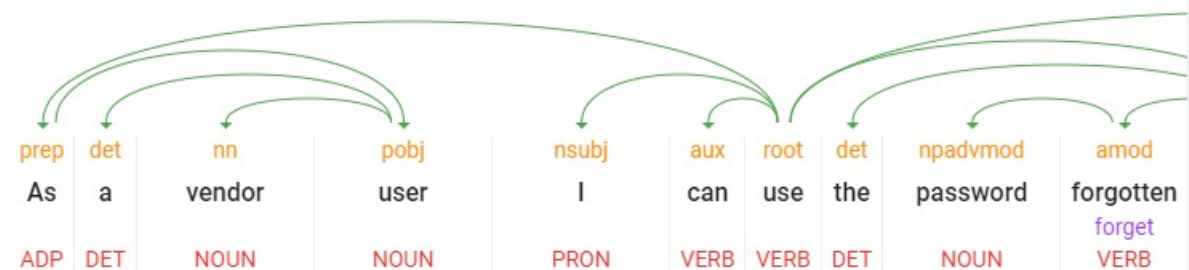 prep det nn pobj nsubj aux root det npadvmod amod
As a vendor user I can use the password forgotten
forget
ADP DET NOUN NOUN PRON VERB VERB DET NOUN VERB